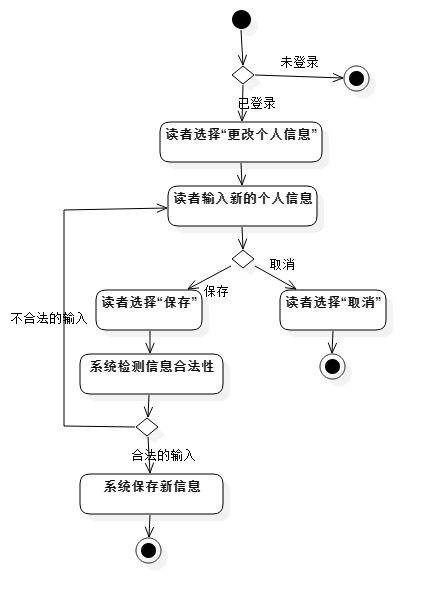 未登录
已登录
读者选择“更改个人信息”
读者输入新的个人信息
取消
保存
读者选择“保存”
读者选择“取消”
不合法的输入
系统检测信息合法性
合法的输入
系统保存新信息